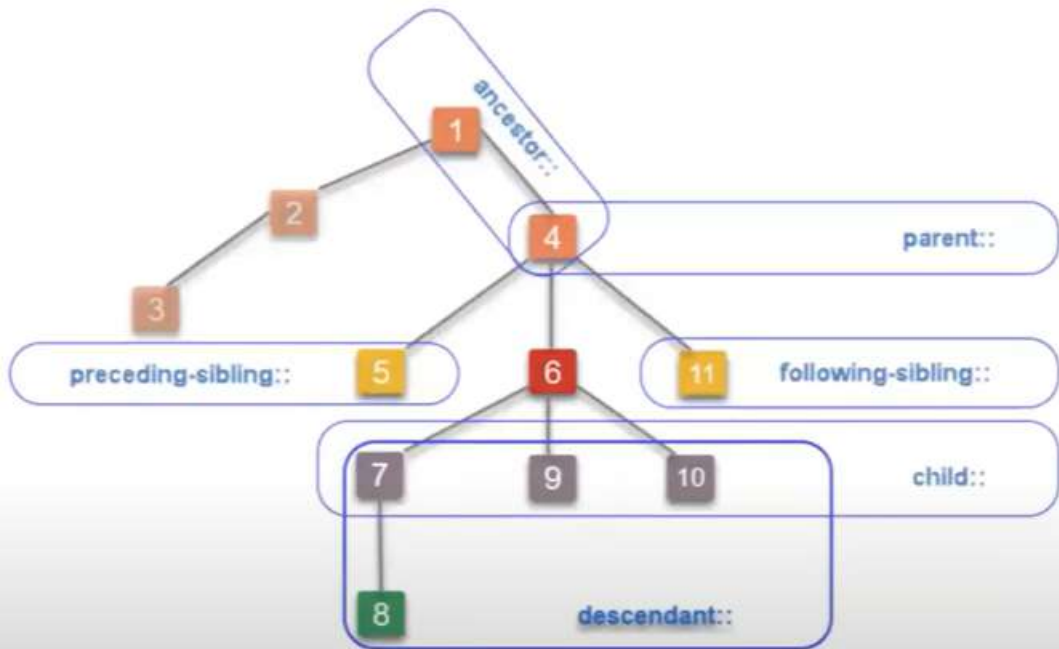 ancestor::
1
2
4
parent::
3
preceding-sibling::
5
6
11
following-sibling::
7
9
10
child::
8
descendant::